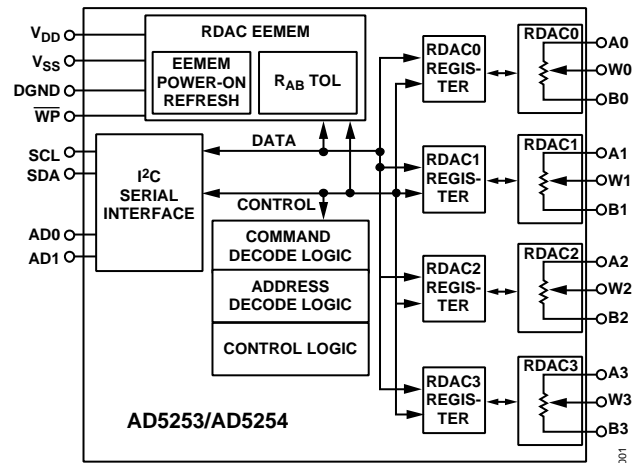 V_DD
V_SS
DGND
WP
SCL
SDA
AD0
AD1
RDAC EEMEM
EEMEM
POWER-ON
REFRESH
R_AB TOL
DATA
I²C
SERIAL
INTERFACE
CONTROL
COMMAND
DECODE LOGIC
ADDRESS
DECODE LOGIC
CONTROL LOGIC
AD5253/AD5254
RDAC0
REGIS-
TER
RDAC1
REGIS-
TER
RDAC2
REGIS-
TER
RDAC3
REGIS-
TER
RDAC0
A0
W0
B0
RDAC1
A1
W1
B1
RDAC2
A2
W2
B2
RDAC3
A3
W3
B3
001